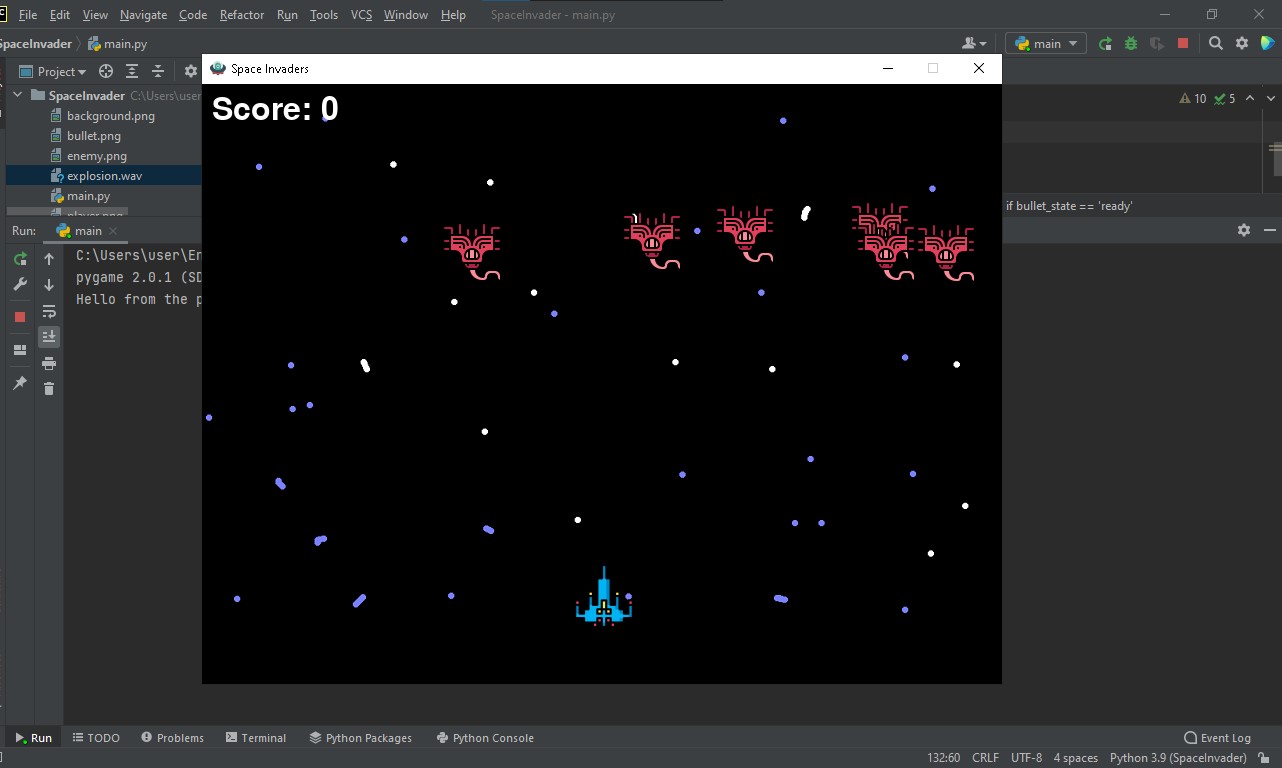 File Edit View Navigate Code Refactor Run Tools VCS Window Help SpaceInvader - main.py
SpaceInvader main.py main
Space Invaders
Project
Score: 0
SpaceInvader C:\Users\user
10 5
background.png
bullet.png
enemy.png
explosion.wav
main.py
if bullet_state == 'ready'
Run: main
C:\Users\user\
pygame 2.0.1 (SD
Hello from the p
Run TODO Problems Terminal Python Packages Python Console Event Log
132:60 CRLF UTF-8 4 spaces Python 3.9 (SpaceInvader)